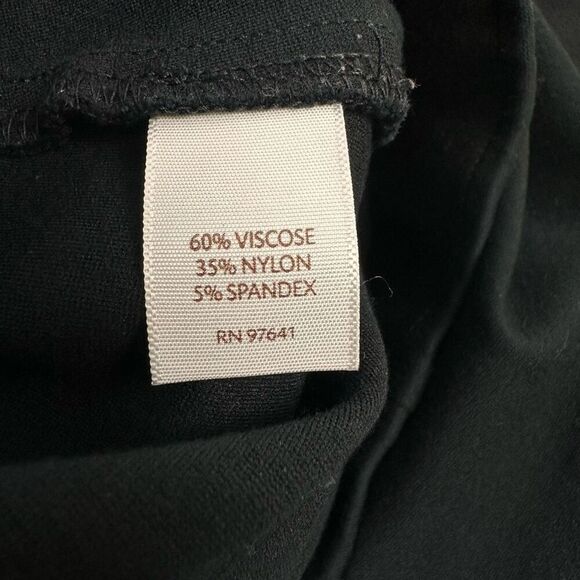 60% VISCOSE
35% NYLON
5% SPANDEX
RN 97641